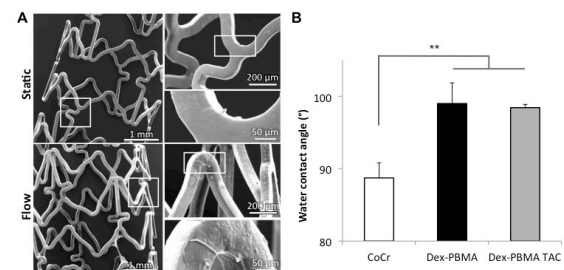 A
Static
1 mm
200 µm
50 µm
Flow
1 mm
200 µm
50 µm
B
**
Water contact angle (°)
100
90
80
CoCr
Dex-PBMA
Dex-PBMA TAC